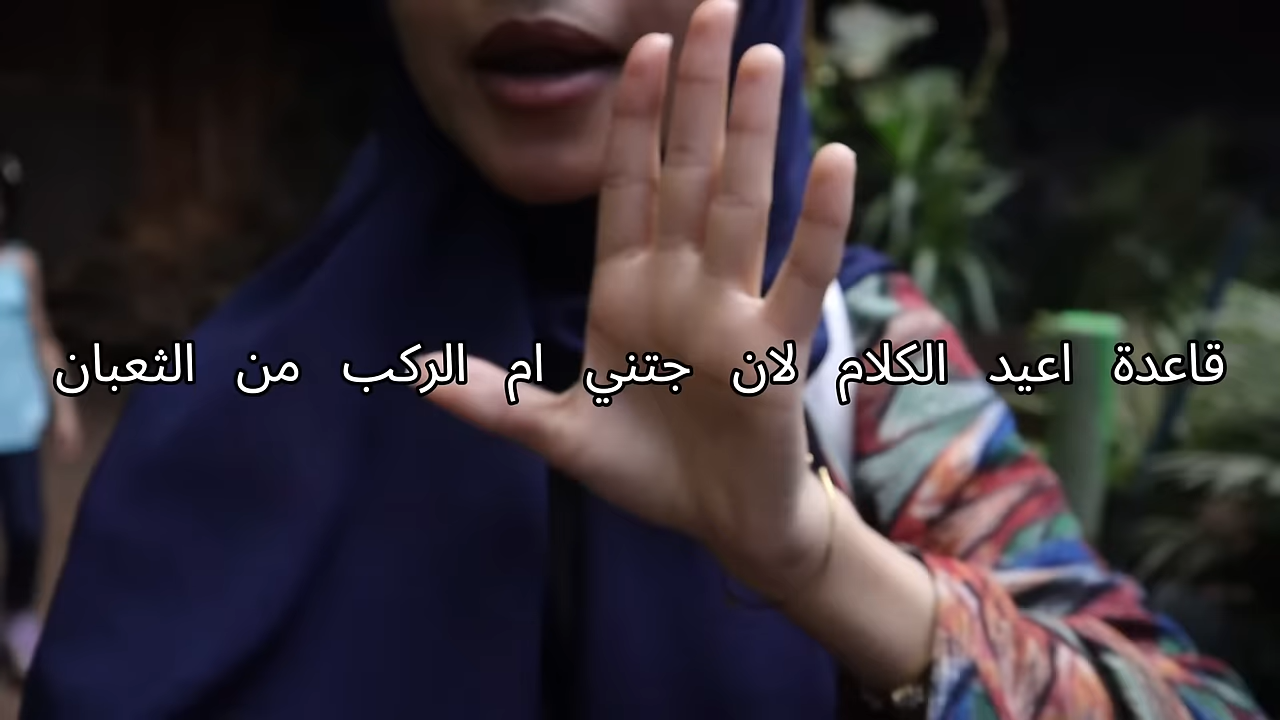 قاعدة اعيد الكلام لان جتني ام الركب من الثعبان